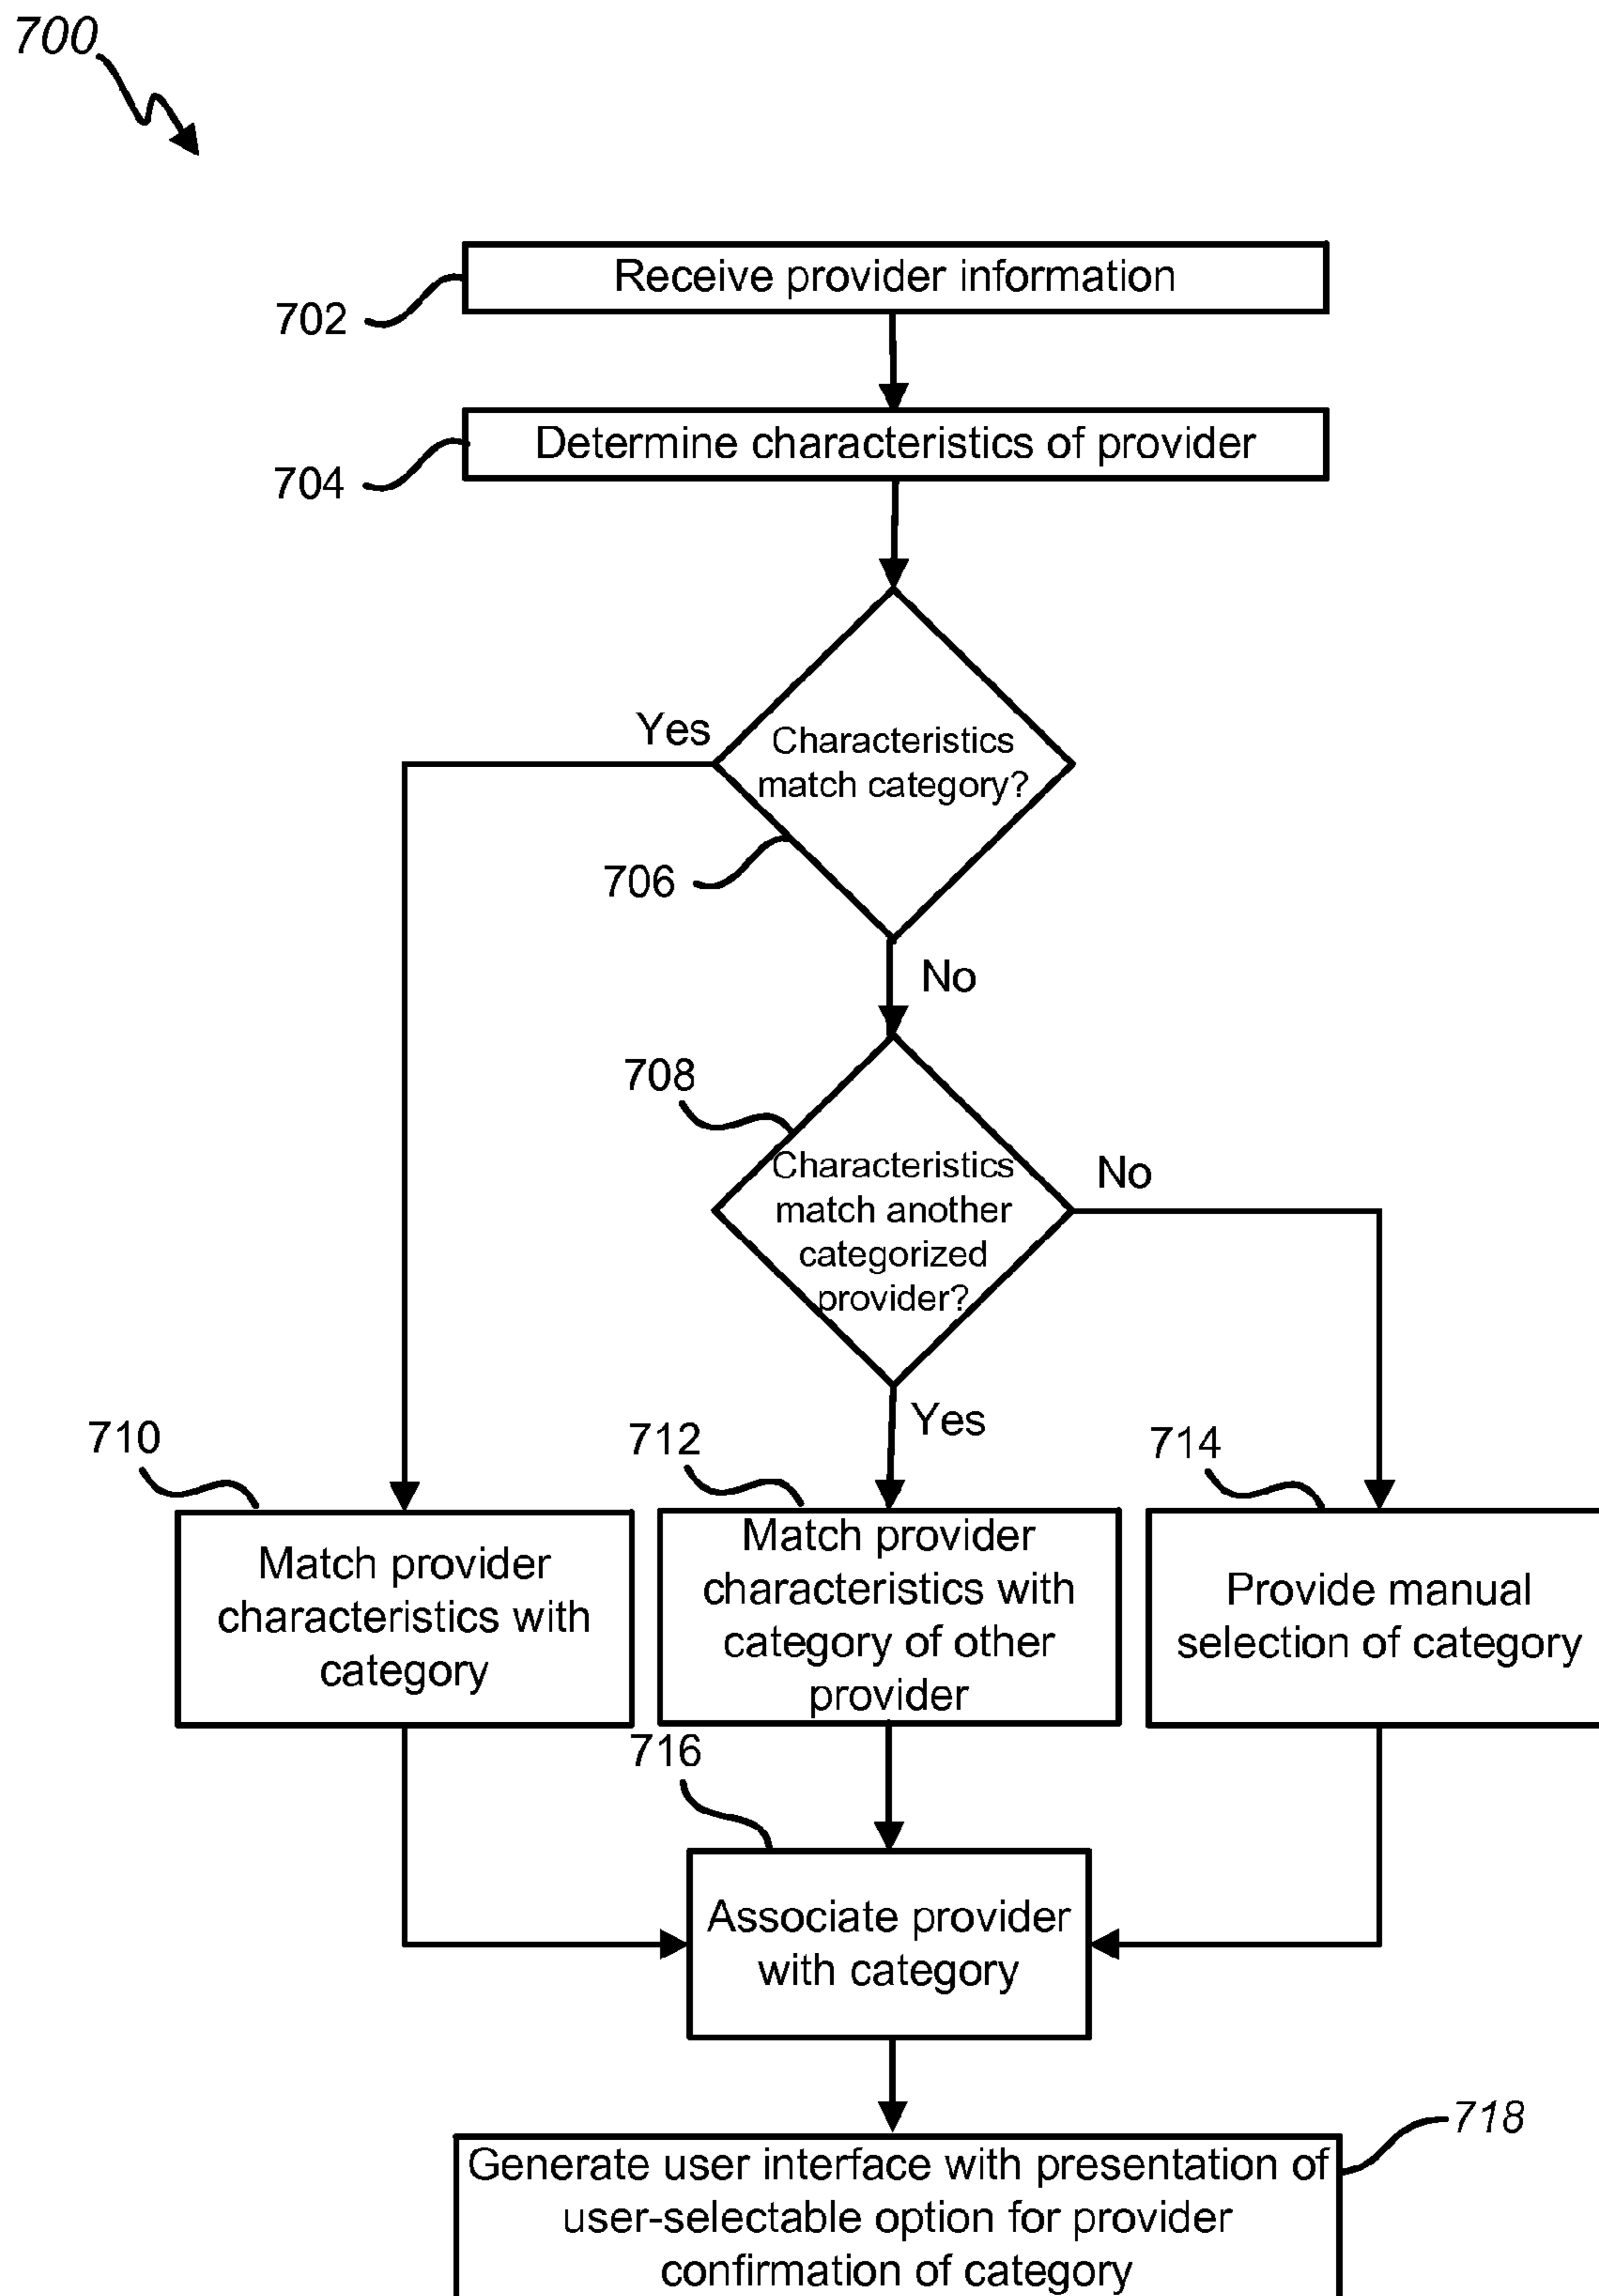 700
Receive provider information
702
Determine characteristics of provider
704
Yes
Characteristics
match category?
706
No
708
Characteristics
match another
categorized
provider?
No
Yes
710
712
714
Match provider
characteristics with
category
Match provider
characteristics with
category of other
provider
Provide manual
selection of category
716
Associate provider
with category
718
Generate user interface with presentation of
user-selectable option for provider
confirmation of category